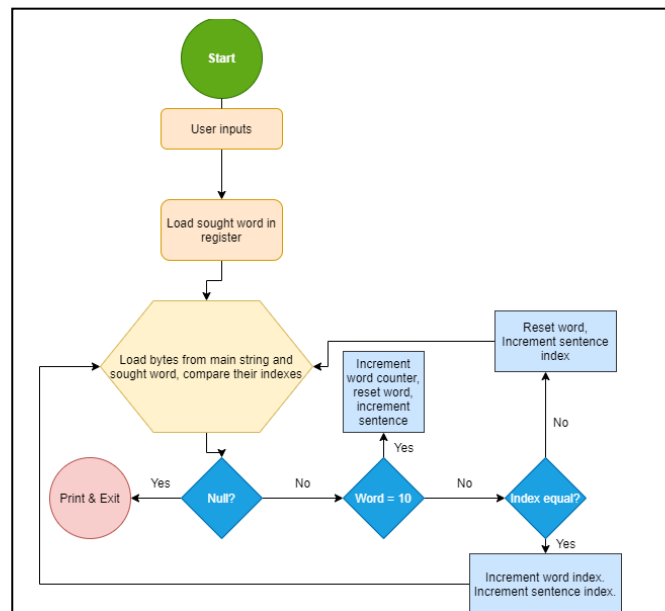 Start
User inputs
Load sought word in
register
Load bytes from main string and
sought word, compare their indexes
Reset word,
Increment sentence
index
Increment
word counter,
reset word,
increment
sentence
No
Yes
Print & Exit
Yes
Null?
No
Word = 10
No
Index equal?
Yes
Increment word index.
Increment sentence index.